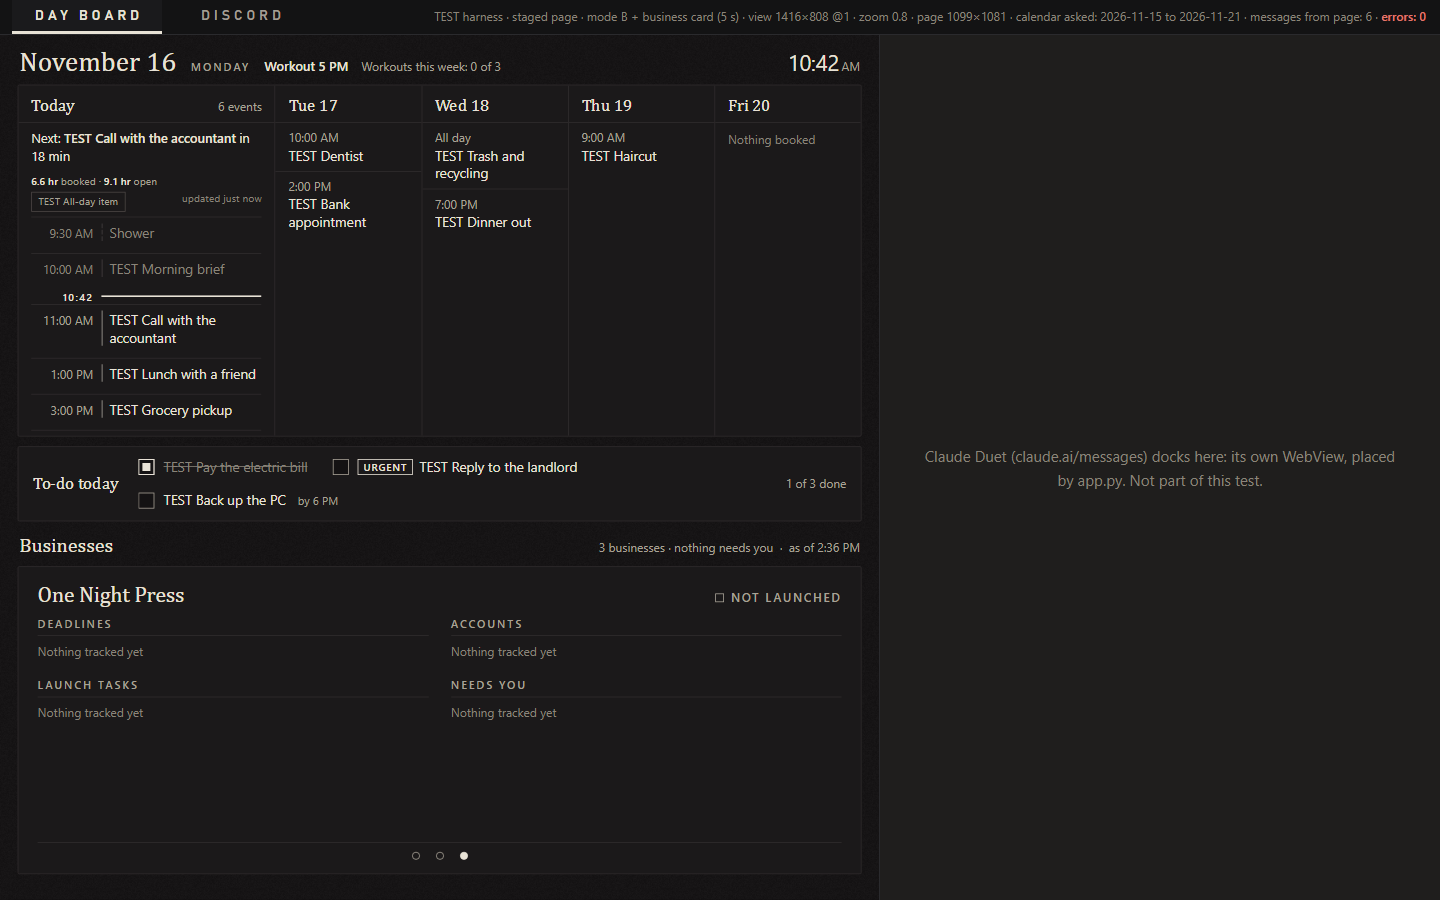 DAY BOARD
DISCORD
TEST harness · staged page · mode B + business card (5 s) · view 1416×808 @1 · zoom 0.8 · page 1099×1081 · calendar asked: 2026-11-15 to 2026-11-21 · messages from page: 6 · errors: 0
November 16 MONDAY Workout 5 PM Workouts this week: 0 of 3
10:42 AM
Today 6 events
Next: TEST Call with the accountant in
18 min
6.6 hr booked · 9.1 hr open
TEST All-day item updated just now
9:30 AM Shower
10:00 AM TEST Morning brief
10:42
11:00 AM TEST Call with the
accountant
1:00 PM TEST Lunch with a friend
3:00 PM TEST Grocery pickup
Tue 17
10:00 AM
TEST Dentist
2:00 PM
TEST Bank
appointment
Wed 18
All day
TEST Trash and
recycling
7:00 PM
TEST Dinner out
Thu 19
9:00 AM
TEST Haircut
Fri 20
Nothing booked
To-do today
TEST Pay the electric bill
URGENT TEST Reply to the landlord
TEST Back up the PC by 6 PM
1 of 3 done
Businesses
3 businesses · nothing needs you · as of 2:36 PM
One Night Press
NOT LAUNCHED
DEADLINES
Nothing tracked yet
ACCOUNTS
Nothing tracked yet
LAUNCH TASKS
Nothing tracked yet
NEEDS YOU
Nothing tracked yet
Claude Duet (claude.ai/messages) docks here: its own WebView, placed
by app.py. Not part of this test.